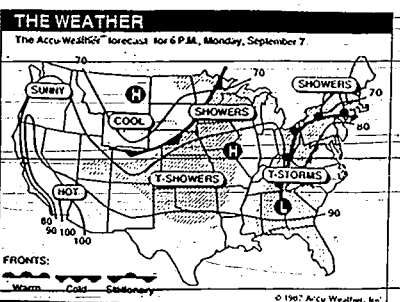 THE WEATHER
The Accu-Weather forecast for 6 P.M., Monday, September 7
70
70
SUNNY
SHOWERS
70
H
SHOWERS
COOL
80
H
HOT
T-SHOWERS
T-STORMS
L
80
90
100
100
90
FRONTS:
Warm Cold Stationary
© 1987 Accu-Weather, Inc.